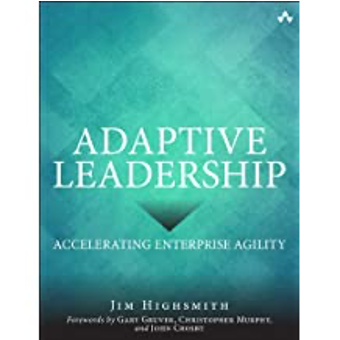 ADAPTIVE
LEADERSHIP
ACCELERATING ENTERPRISE AGILITY
JIM HIGHSMITH
Forewords by GARY GRUVER, CHRISTOPHER MURPHY,
and JOHN CROSBY